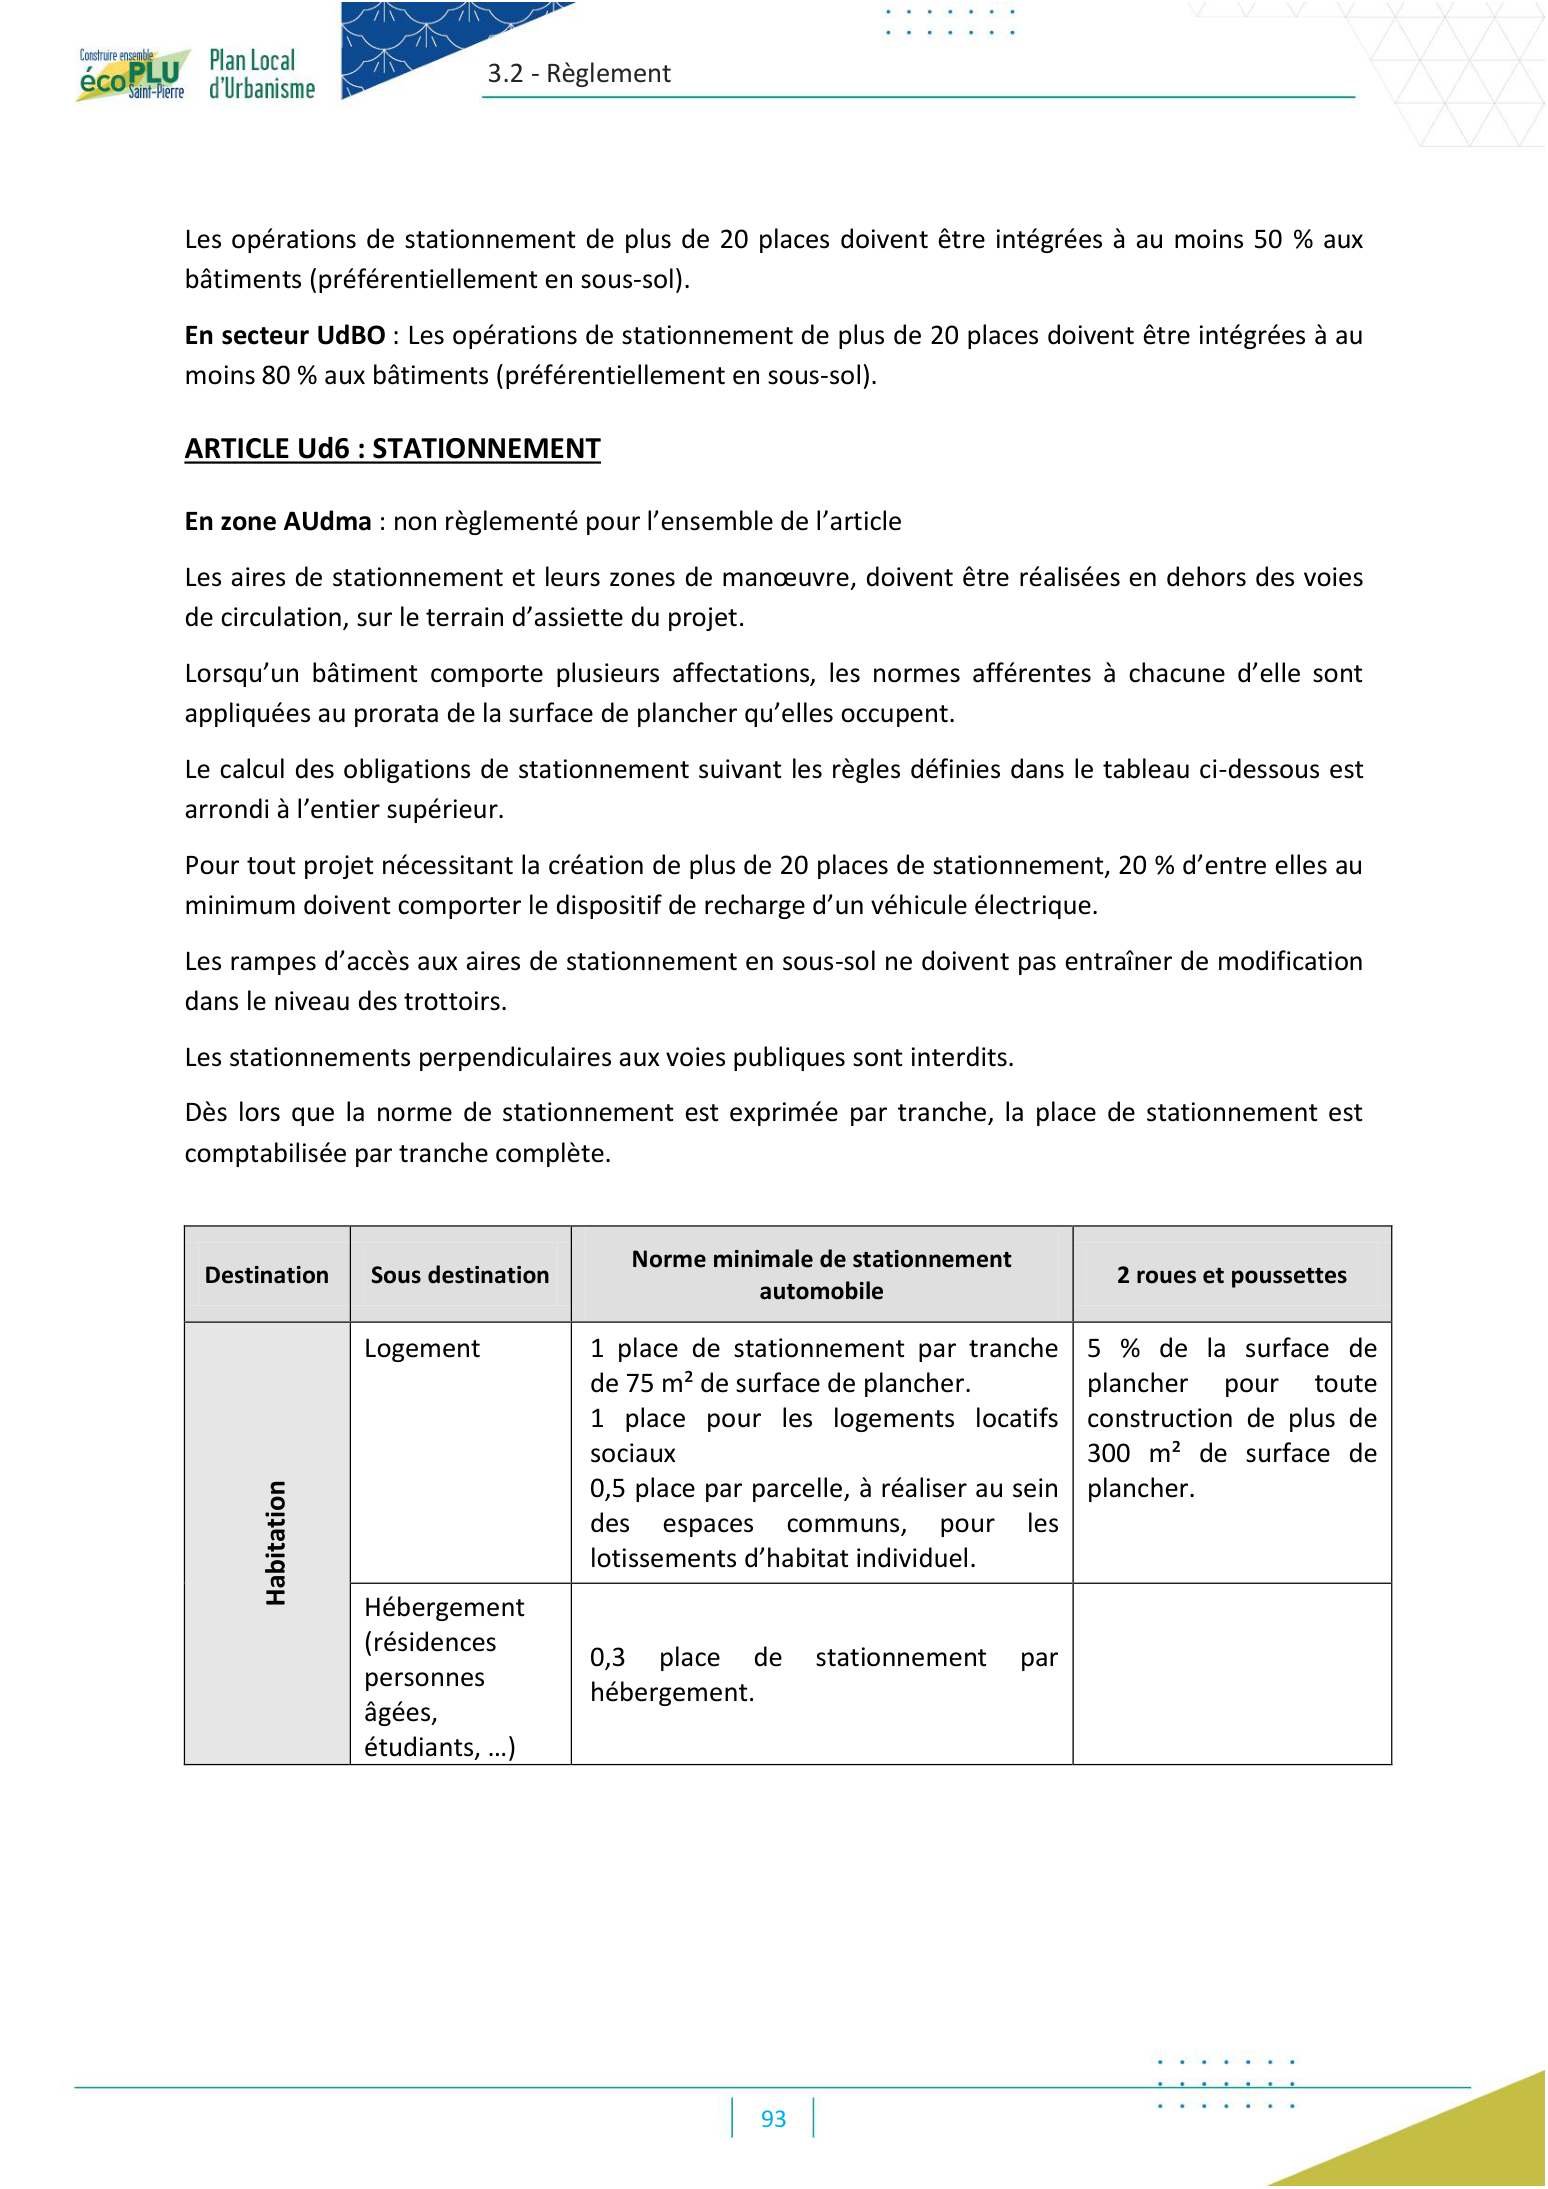 Construire ensemble
écoPLU
Saint-Pierre
Plan Local
d'Urbanisme
3.2 - Règlement
Les opérations de stationnement de plus de 20 places doivent être intégrées à au moins 50 % aux
bâtiments (préférentiellement en sous-sol).
En secteur UdBO : Les opérations de stationnement de plus de 20 places doivent être intégrées à au
moins 80 % aux bâtiments (préférentiellement en sous-sol).
ARTICLE Ud6 : STATIONNEMENT
En zone AUdma : non règlementé pour l’ensemble de l’article
Les aires de stationnement et leurs zones de manœuvre, doivent être réalisées en dehors des voies
de circulation, sur le terrain d’assiette du projet.
Lorsqu’un bâtiment comporte plusieurs affectations, les normes afférentes à chacune d’elle sont
appliquées au prorata de la surface de plancher qu’elles occupent.
Le calcul des obligations de stationnement suivant les règles définies dans le tableau ci-dessous est
arrondi à l’entier supérieur.
Pour tout projet nécessitant la création de plus de 20 places de stationnement, 20 % d’entre elles au
minimum doivent comporter le dispositif de recharge d’un véhicule électrique.
Les rampes d’accès aux aires de stationnement en sous-sol ne doivent pas entraîner de modification
dans le niveau des trottoirs.
Les stationnements perpendiculaires aux voies publiques sont interdits.
Dès lors que la norme de stationnement est exprimée par tranche, la place de stationnement est
comptabilisée par tranche complète.
Destination
Sous destination
Norme minimale de stationnement
automobile
2 roues et poussettes
Habitation
Logement
1 place de stationnement par tranche
de 75 m² de surface de plancher.
1 place pour les logements locatifs
sociaux
0,5 place par parcelle, à réaliser au sein
des espaces communs, pour les
lotissements d’habitat individuel.
5 % de la surface de
plancher pour toute
construction de plus de
300 m² de surface de
plancher.
Hébergement
(résidences
personnes
âgées,
étudiants, …)
0,3 place de stationnement par
hébergement.
93